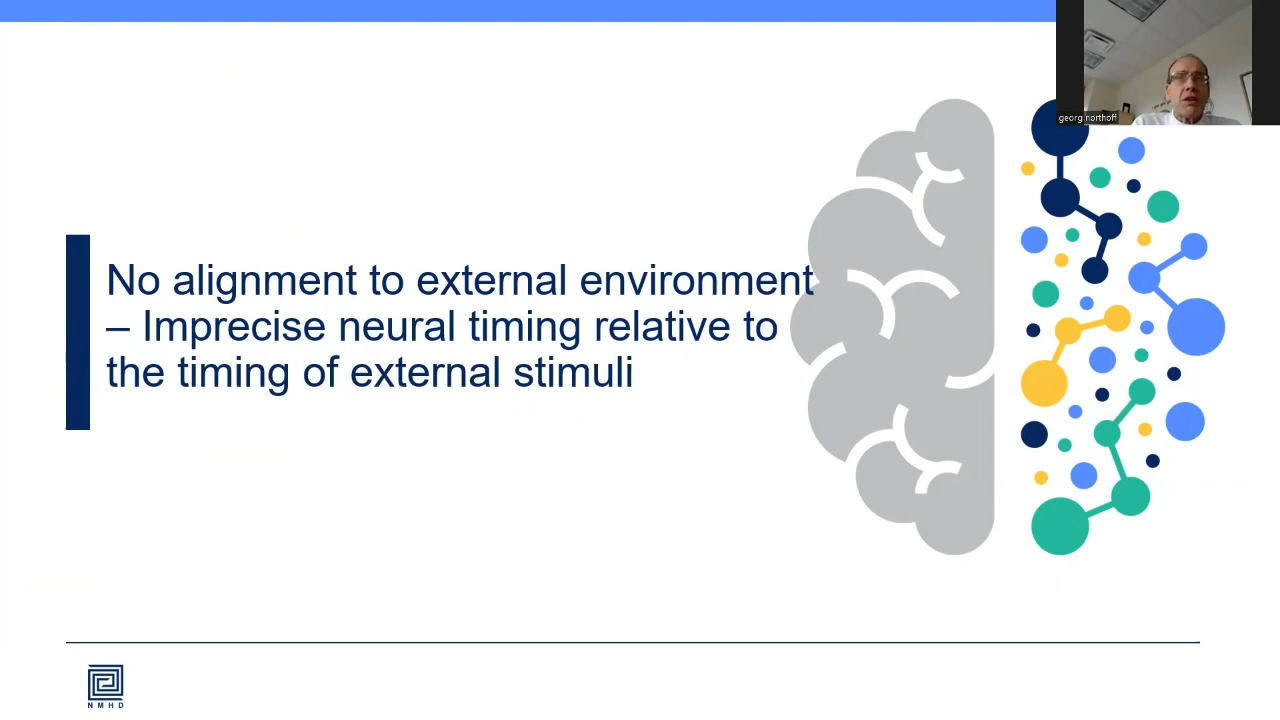 georg northoff
No alignment to external environment
– Imprecise neural timing relative to
the timing of external stimuli
NMHD